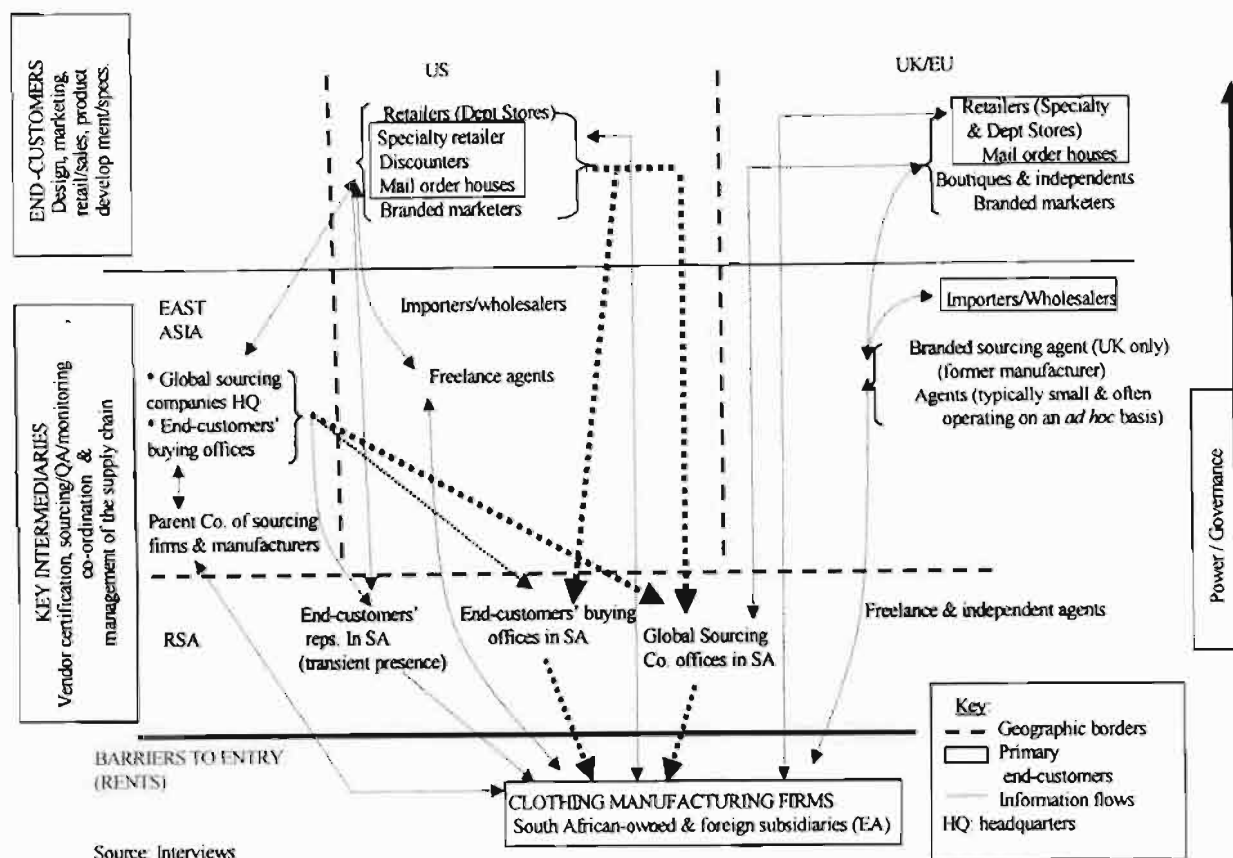 END-CUSTOMERS
Design, marketing,
retail/sales, product
develop ment/specs.
US
Retailers (Dept Stores)
Specialty retailer
Discounters
Mail order houses
Branded marketers
UK/EU
Retailers (Specialty
& Dept Stores)
Mail order houses
Boutiques & independents
Branded marketers
KEY INTERMEDIARIES
Vendor certification, sourcing/QA/monitoring
co-ordination &
management of the supply chain
EAST
ASIA
* Global sourcing
companies HQ
* End-customers'
buying offices
Parent Co. of sourcing
firms & manufacturers
Importers/wholesalers
Freelance agents
Importers/Wholesalers
Branded sourcing agent (UK only)
(former manufacturer)
Agents (typically small & often
operating on an ad hoc basis)
Power / Governance
RSA
End-customers'
reps. In SA
(transient presence)
End-customers' buying
offices in SA
Global Sourcing
Co. offices in SA
Freelance & independent agents
BARRIERS TO ENTRY
(RENTS)
CLOTHING MANUFACTURING FIRMS
South African-owned & foreign subsidiaries (EA)
Key:
Geographic borders
Primary
end-customers
Information flows
HQ: headquarters
Source: Interviews